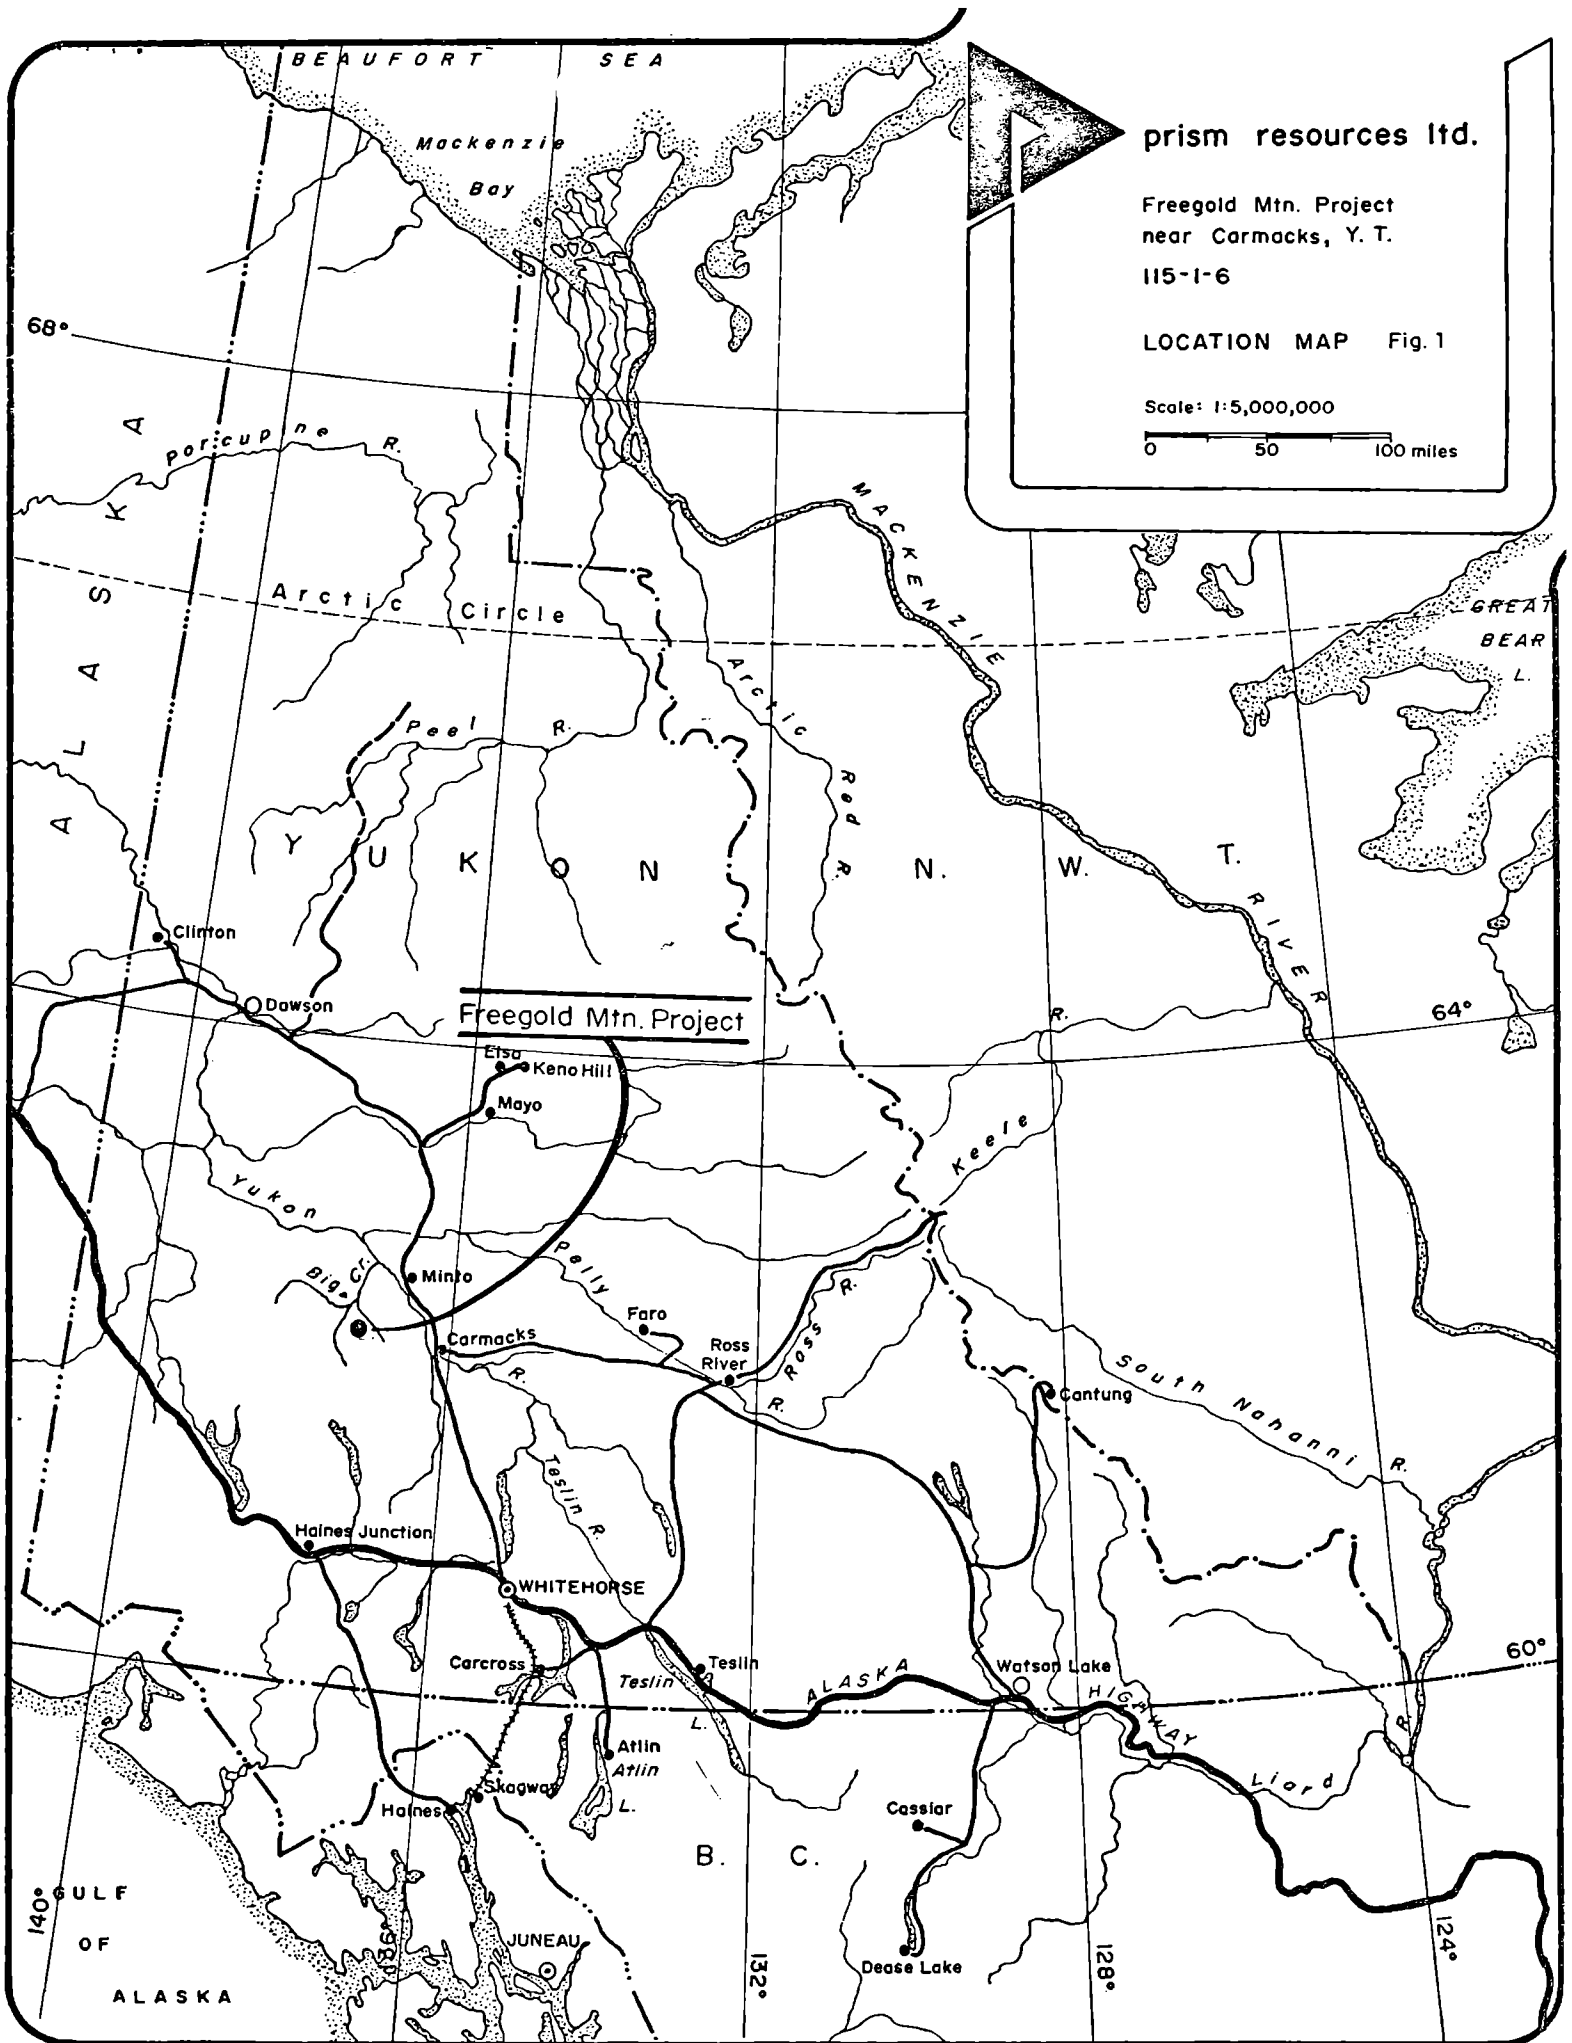 BEAUFORT SEA
Mackenzie
Bay
prism resources ltd.
Freegold Mtn. Project
near Carmacks, Y. T.
115-1-6
LOCATION MAP Fig. 1
Scale: 1:5,000,000
0 50 100 miles
68°
ALASKA
Porcupne R.
MACKENZIE
RIVER
Arctic Circle
GREAT
BEAR
L.
Arctic Red R.
Peel R.
YUKON
N. W. T.
Clinton
Dawson
64°
Freegold Mtn. Project
Elsa
Keno Hill
Mayo
R.
Keele
Yukon
Pelly
Big Cr.
Minto
Faro
Ross
River
Ross R.
Carmacks
R.
R.
Cantung
South Nahanni R.
Teslin R.
Haines Junction
WHITEHORSE
60°
Carcross
Teslin
Teslin
L.
Watson Lake
ALASKA HIGHWAY
R.
Atlin
Atlin
L.
Skagway
Haines
Liard
Cassiar
B. C.
140°
GULF
OF
ALASKA
136°
JUNEAU
132°
Dease Lake
128°
124°